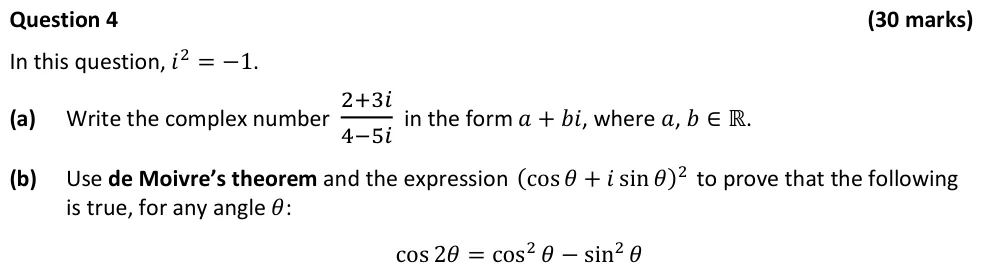 Question 4 (30 marks)
In this question, i² = −1.
(a) Write the complex number (2+3i)/(4−5i) in the form a + bi, where a, b ∈ ℝ.
(b) Use de Moivre’s theorem and the expression (cos θ + i sin θ)² to prove that the following
is true, for any angle θ:
cos 2θ = cos² θ − sin² θ